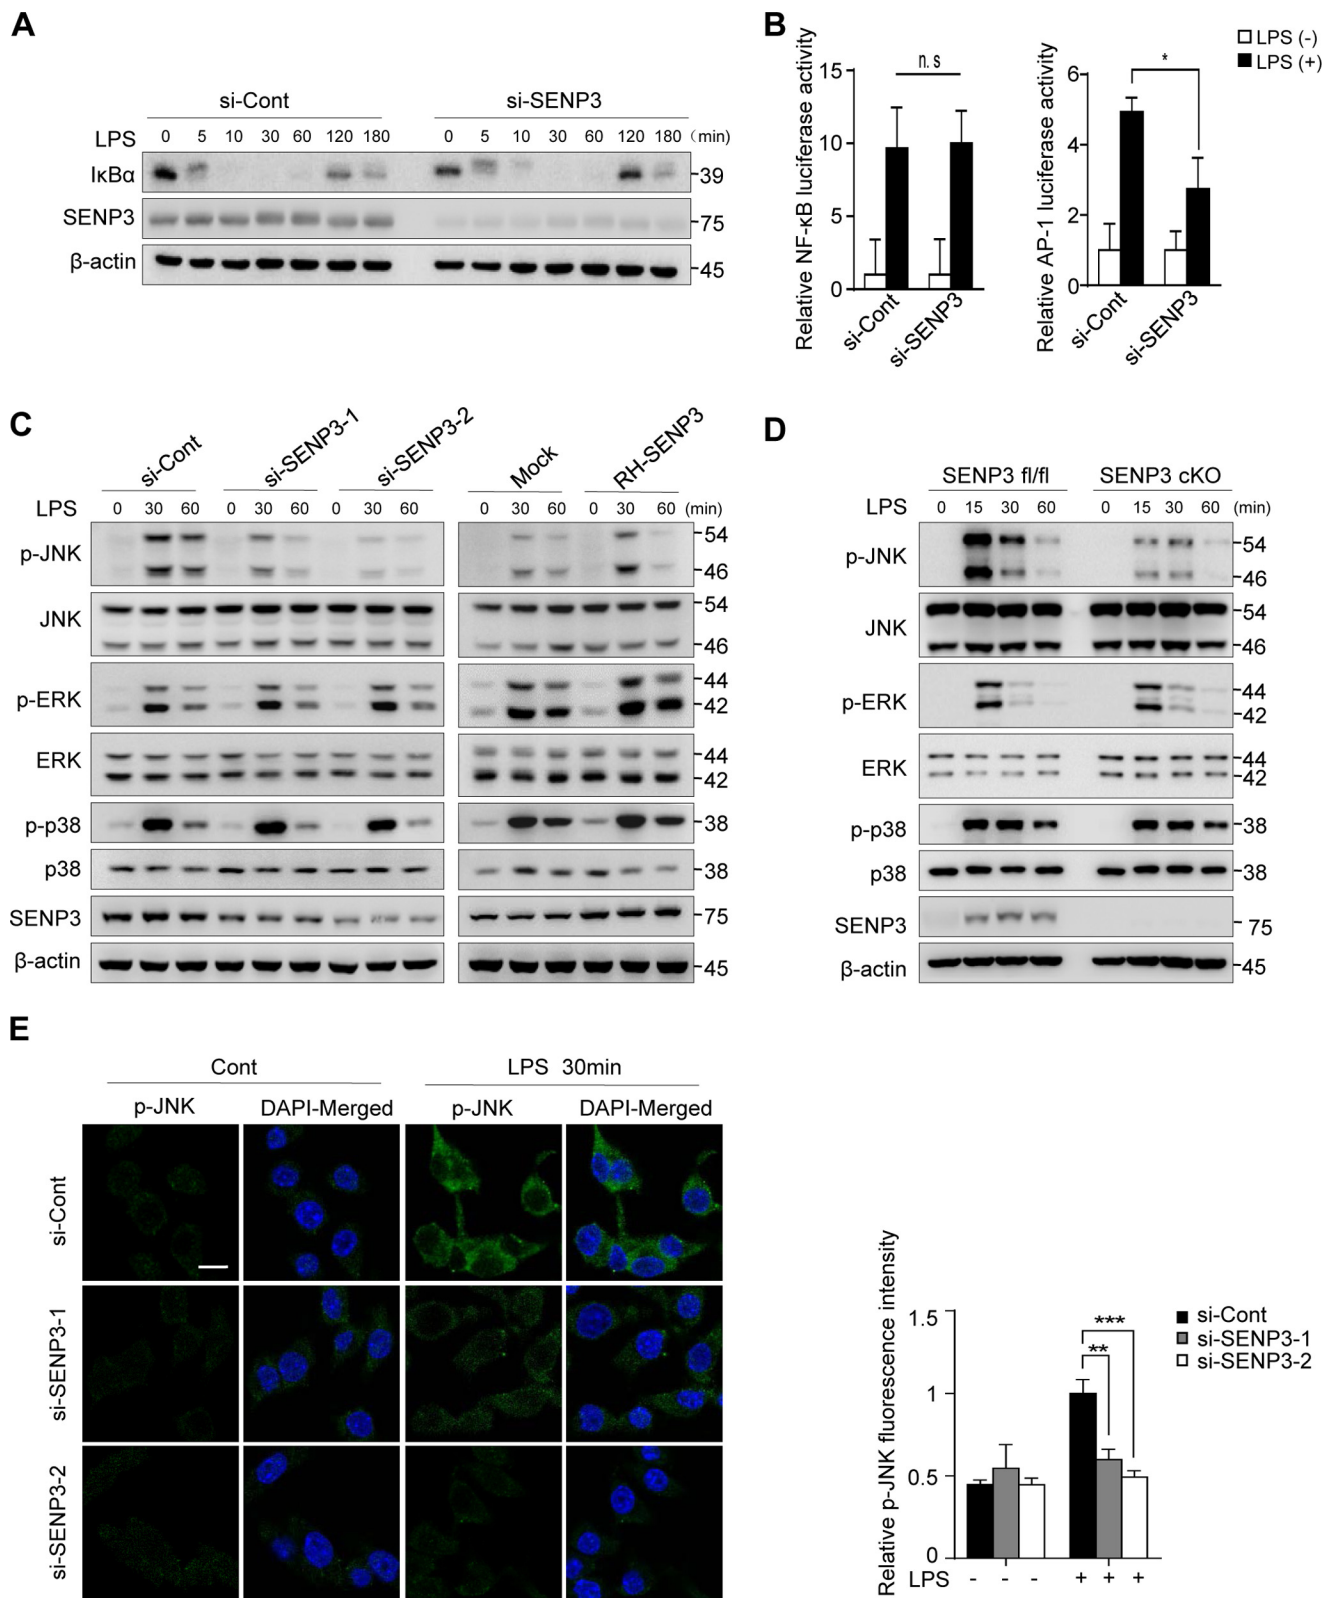 A
si-Cont
si-SENP3
LPS 0 5 10 30 60 120 180 0 5 10 30 60 120 180 (min)
IκBα
39
SENP3
75
β-actin
45
B
Relative NF-κB luciferase activity
15
10
5
0
n. s
si-Cont
si-SENP3
Relative AP-1 luciferase activity
6
4
2
0
*
si-Cont
si-SENP3
LPS (-)
LPS (+)
C
si-Cont
si-SENP3-1
si-SENP3-2
Mock
RH-SENP3
LPS 0 30 60 0 30 60 0 30 60 0 30 60 0 30 60 (min)
p-JNK
54
46
JNK
54
46
p-ERK
44
42
ERK
44
42
p-p38
38
p38
38
SENP3
75
β-actin
45
D
SENP3 fl/fl
SENP3 cKO
LPS 0 15 30 60 0 15 30 60 (min)
p-JNK
54
46
JNK
54
46
p-ERK
44
42
ERK
44
42
p-p38
38
p38
38
SENP3
75
β-actin
45
E
Cont
LPS 30min
p-JNK
DAPI-Merged
p-JNK
DAPI-Merged
si-Cont
si-SENP3-1
si-SENP3-2
Relative p-JNK fluorescence intensity
1.5
1
0.5
0
***
**
LPS - - - + + +
si-Cont
si-SENP3-1
si-SENP3-2